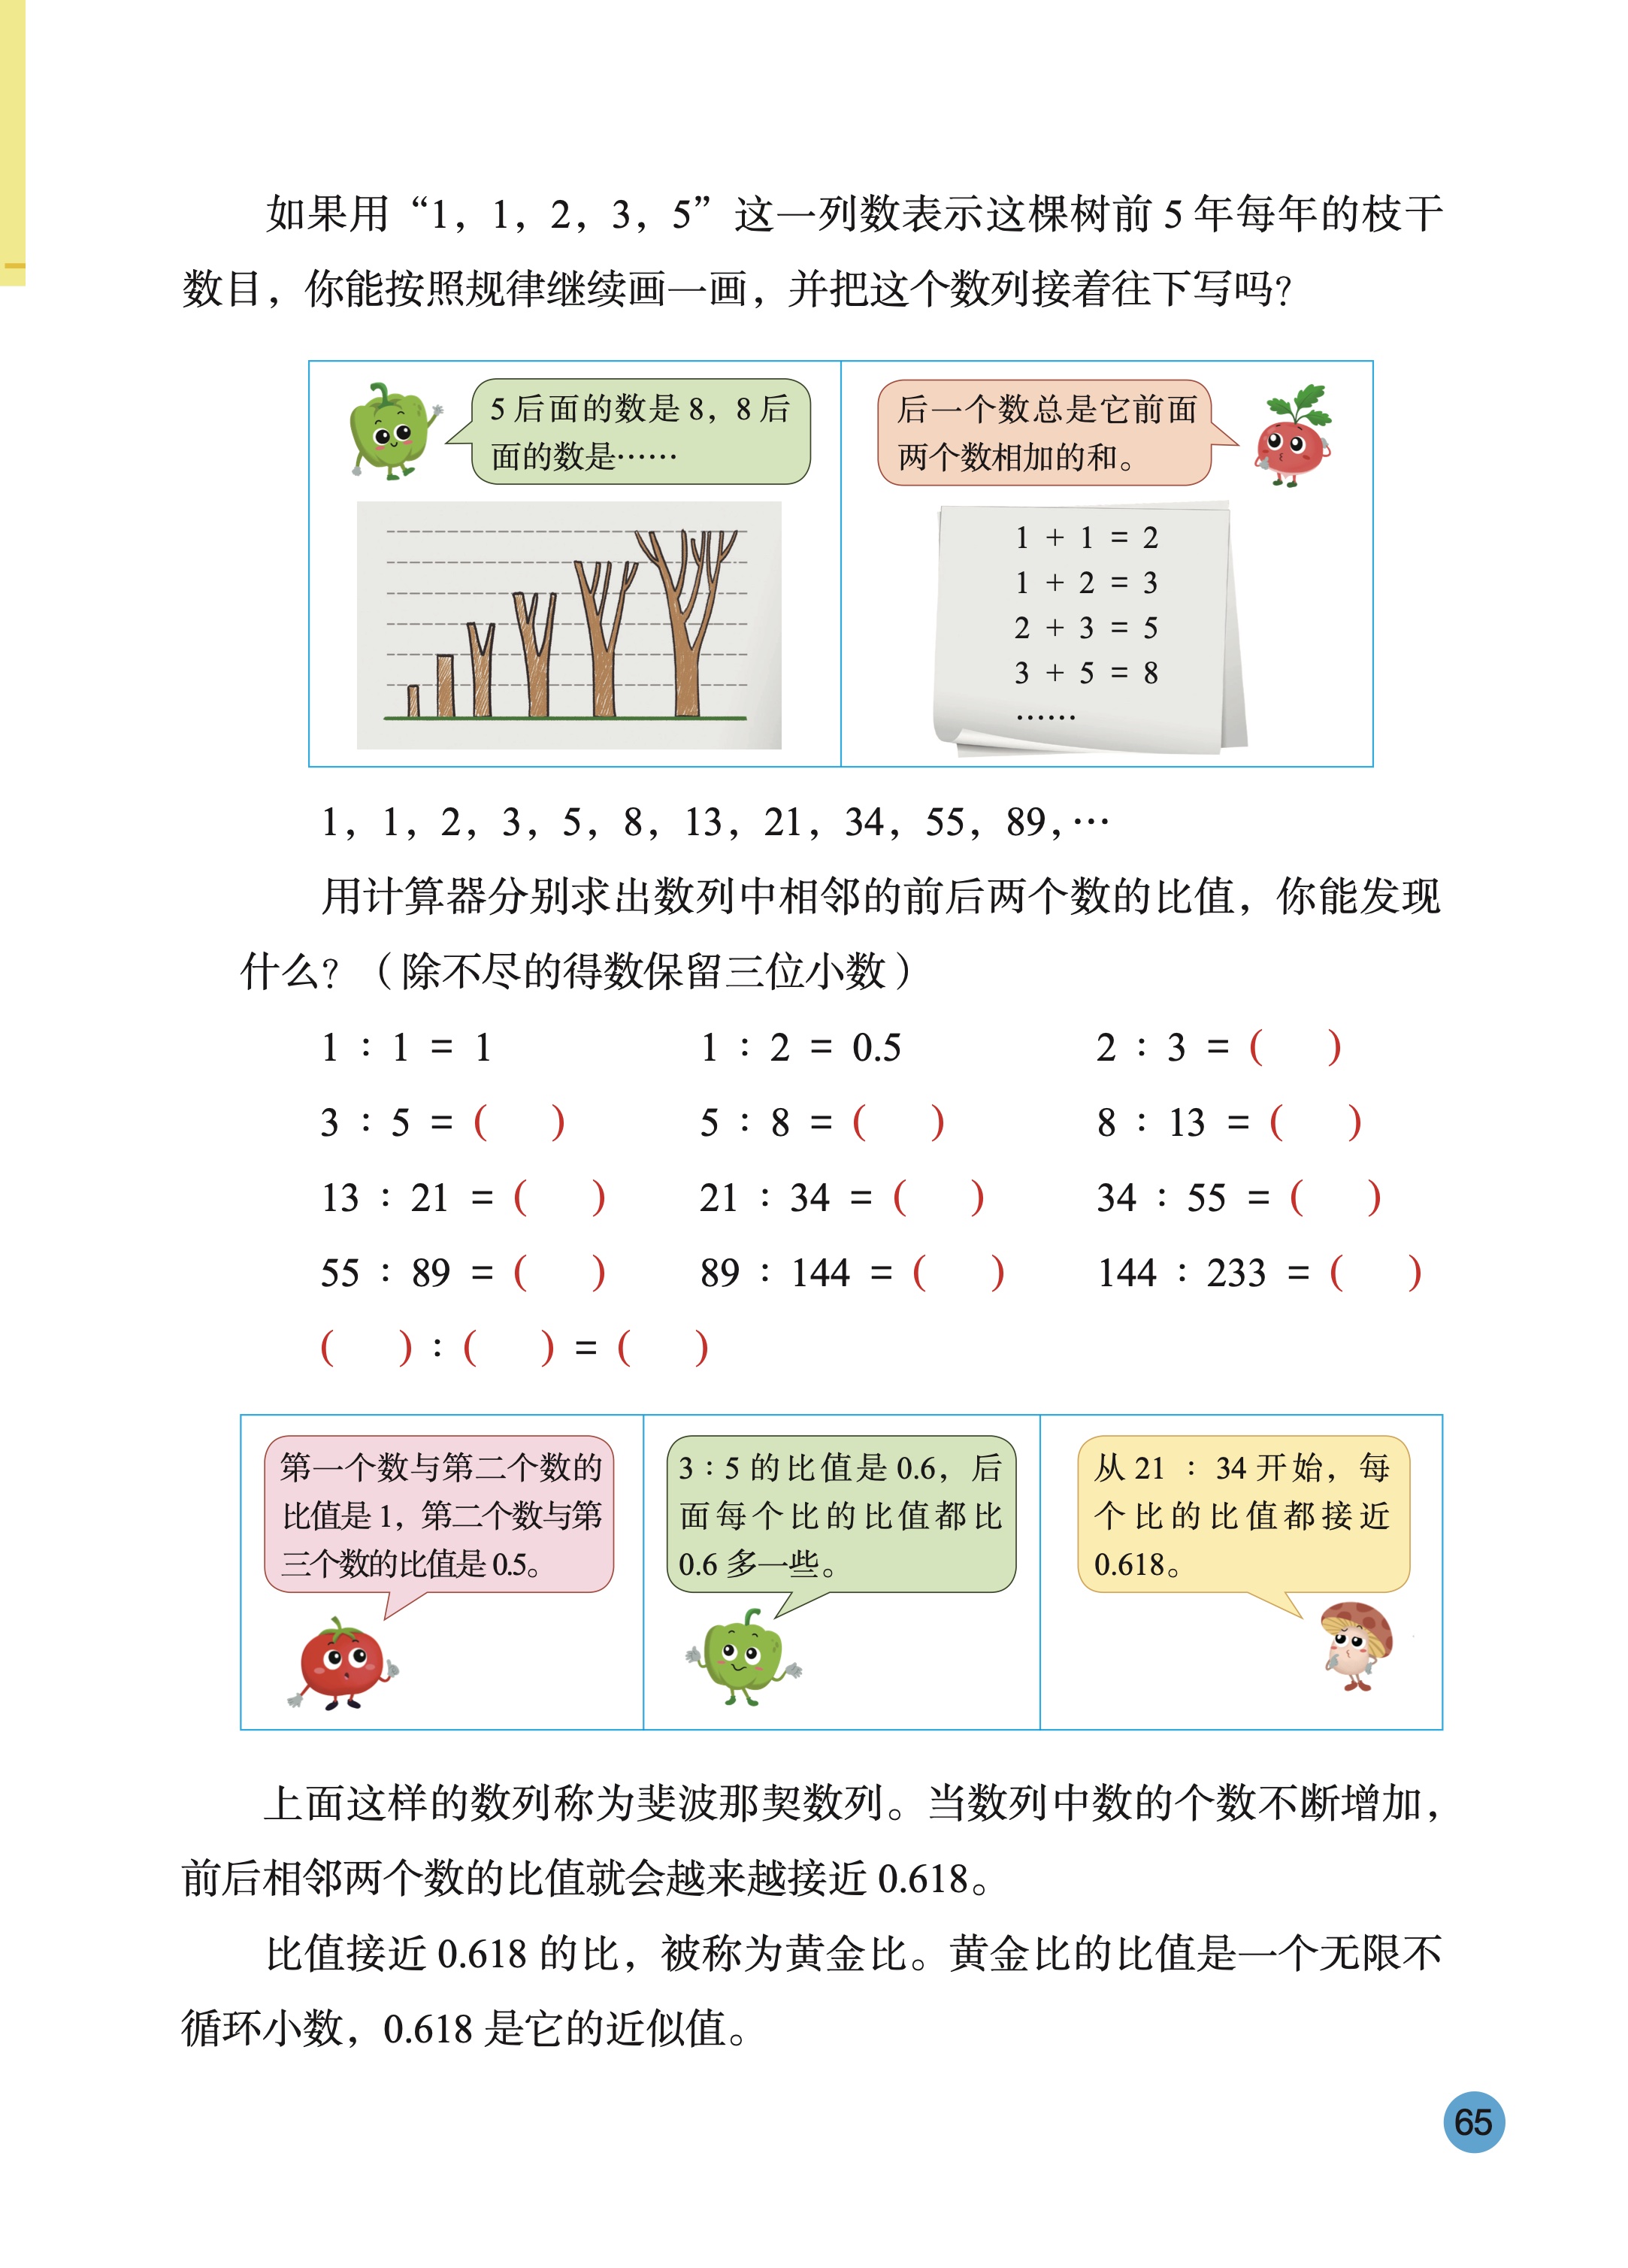 如果用“1，1，2，3，5”这一列数表示这棵树前 5 年每年的枝干
数目，你能按照规律继续画一画，并把这个数列接着往下写吗？
5 后面的数是 8，8 后
面的数是……
后一个数总是它前面
两个数相加的和。
1 + 1 = 2
1 + 2 = 3
2 + 3 = 5
3 + 5 = 8
……
1，1，2，3，5，8，13，21，34，55，89，…
用计算器分别求出数列中相邻的前后两个数的比值，你能发现
什么？（除不尽的得数保留三位小数）
1 : 1 = 1 1 : 2 = 0.5 2 : 3 = ( )
3 : 5 = ( ) 5 : 8 = ( ) 8 : 13 = ( )
13 : 21 = ( ) 21 : 34 = ( ) 34 : 55 = ( )
55 : 89 = ( ) 89 : 144 = ( ) 144 : 233 = ( )
( ) : ( ) = ( )
第一个数与第二个数的
比值是 1，第二个数与第
三个数的比值是 0.5。
3 : 5 的比值是 0.6，后
面每个比的比值都比
0.6 多一些。
从 21 : 34 开始，每
个比的比值都接近
0.618。
上面这样的数列称为斐波那契数列。当数列中数的个数不断增加，
前后相邻两个数的比值就会越来越接近 0.618。
比值接近 0.618 的比，被称为黄金比。黄金比的比值是一个无限不
循环小数，0.618 是它的近似值。
65